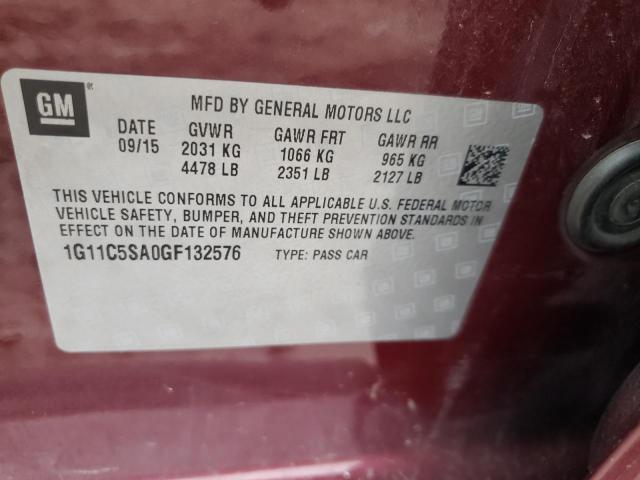 GM
MFD BY GENERAL MOTORS LLC
DATE GVWR GAWR FRT GAWR RR
09/15 2031 KG 1066 KG 965 KG
4478 LB 2351 LB 2127 LB
THIS VEHICLE CONFORMS TO ALL APPLICABLE U.S. FEDERAL MOTOR
VEHICLE SAFETY, BUMPER, AND THEFT PREVENTION STANDARDS IN
EFFECT ON THE DATE OF MANUFACTURE SHOWN ABOVE.
1G11C5SA0GF132576 TYPE: PASS CAR